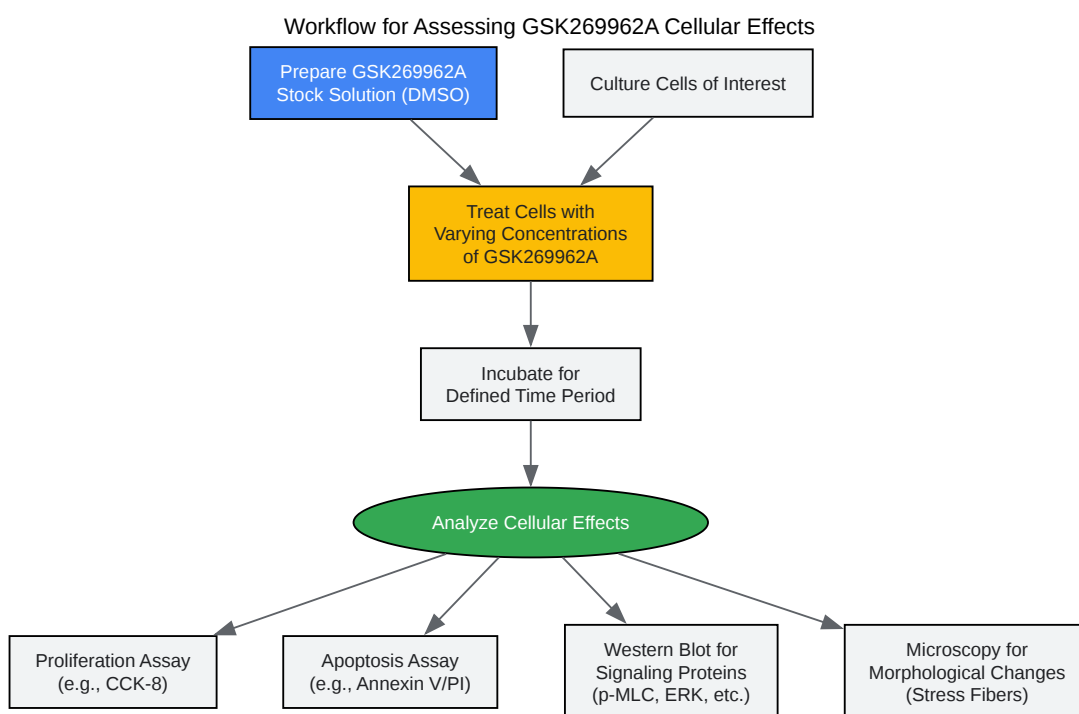 Workflow for Assessing GSK269962A Cellular Effects
Prepare GSK269962A
Stock Solution (DMSO)
Culture Cells of Interest
Treat Cells with
Varying Concentrations
of GSK269962A
Incubate for
Defined Time Period
Analyze Cellular Effects
Proliferation Assay
(e.g., CCK-8)
Apoptosis Assay
(e.g., Annexin V/PI)
Western Blot for
Signaling Proteins
(p-MLC, ERK, etc.)
Microscopy for
Morphological Changes
(Stress Fibers)